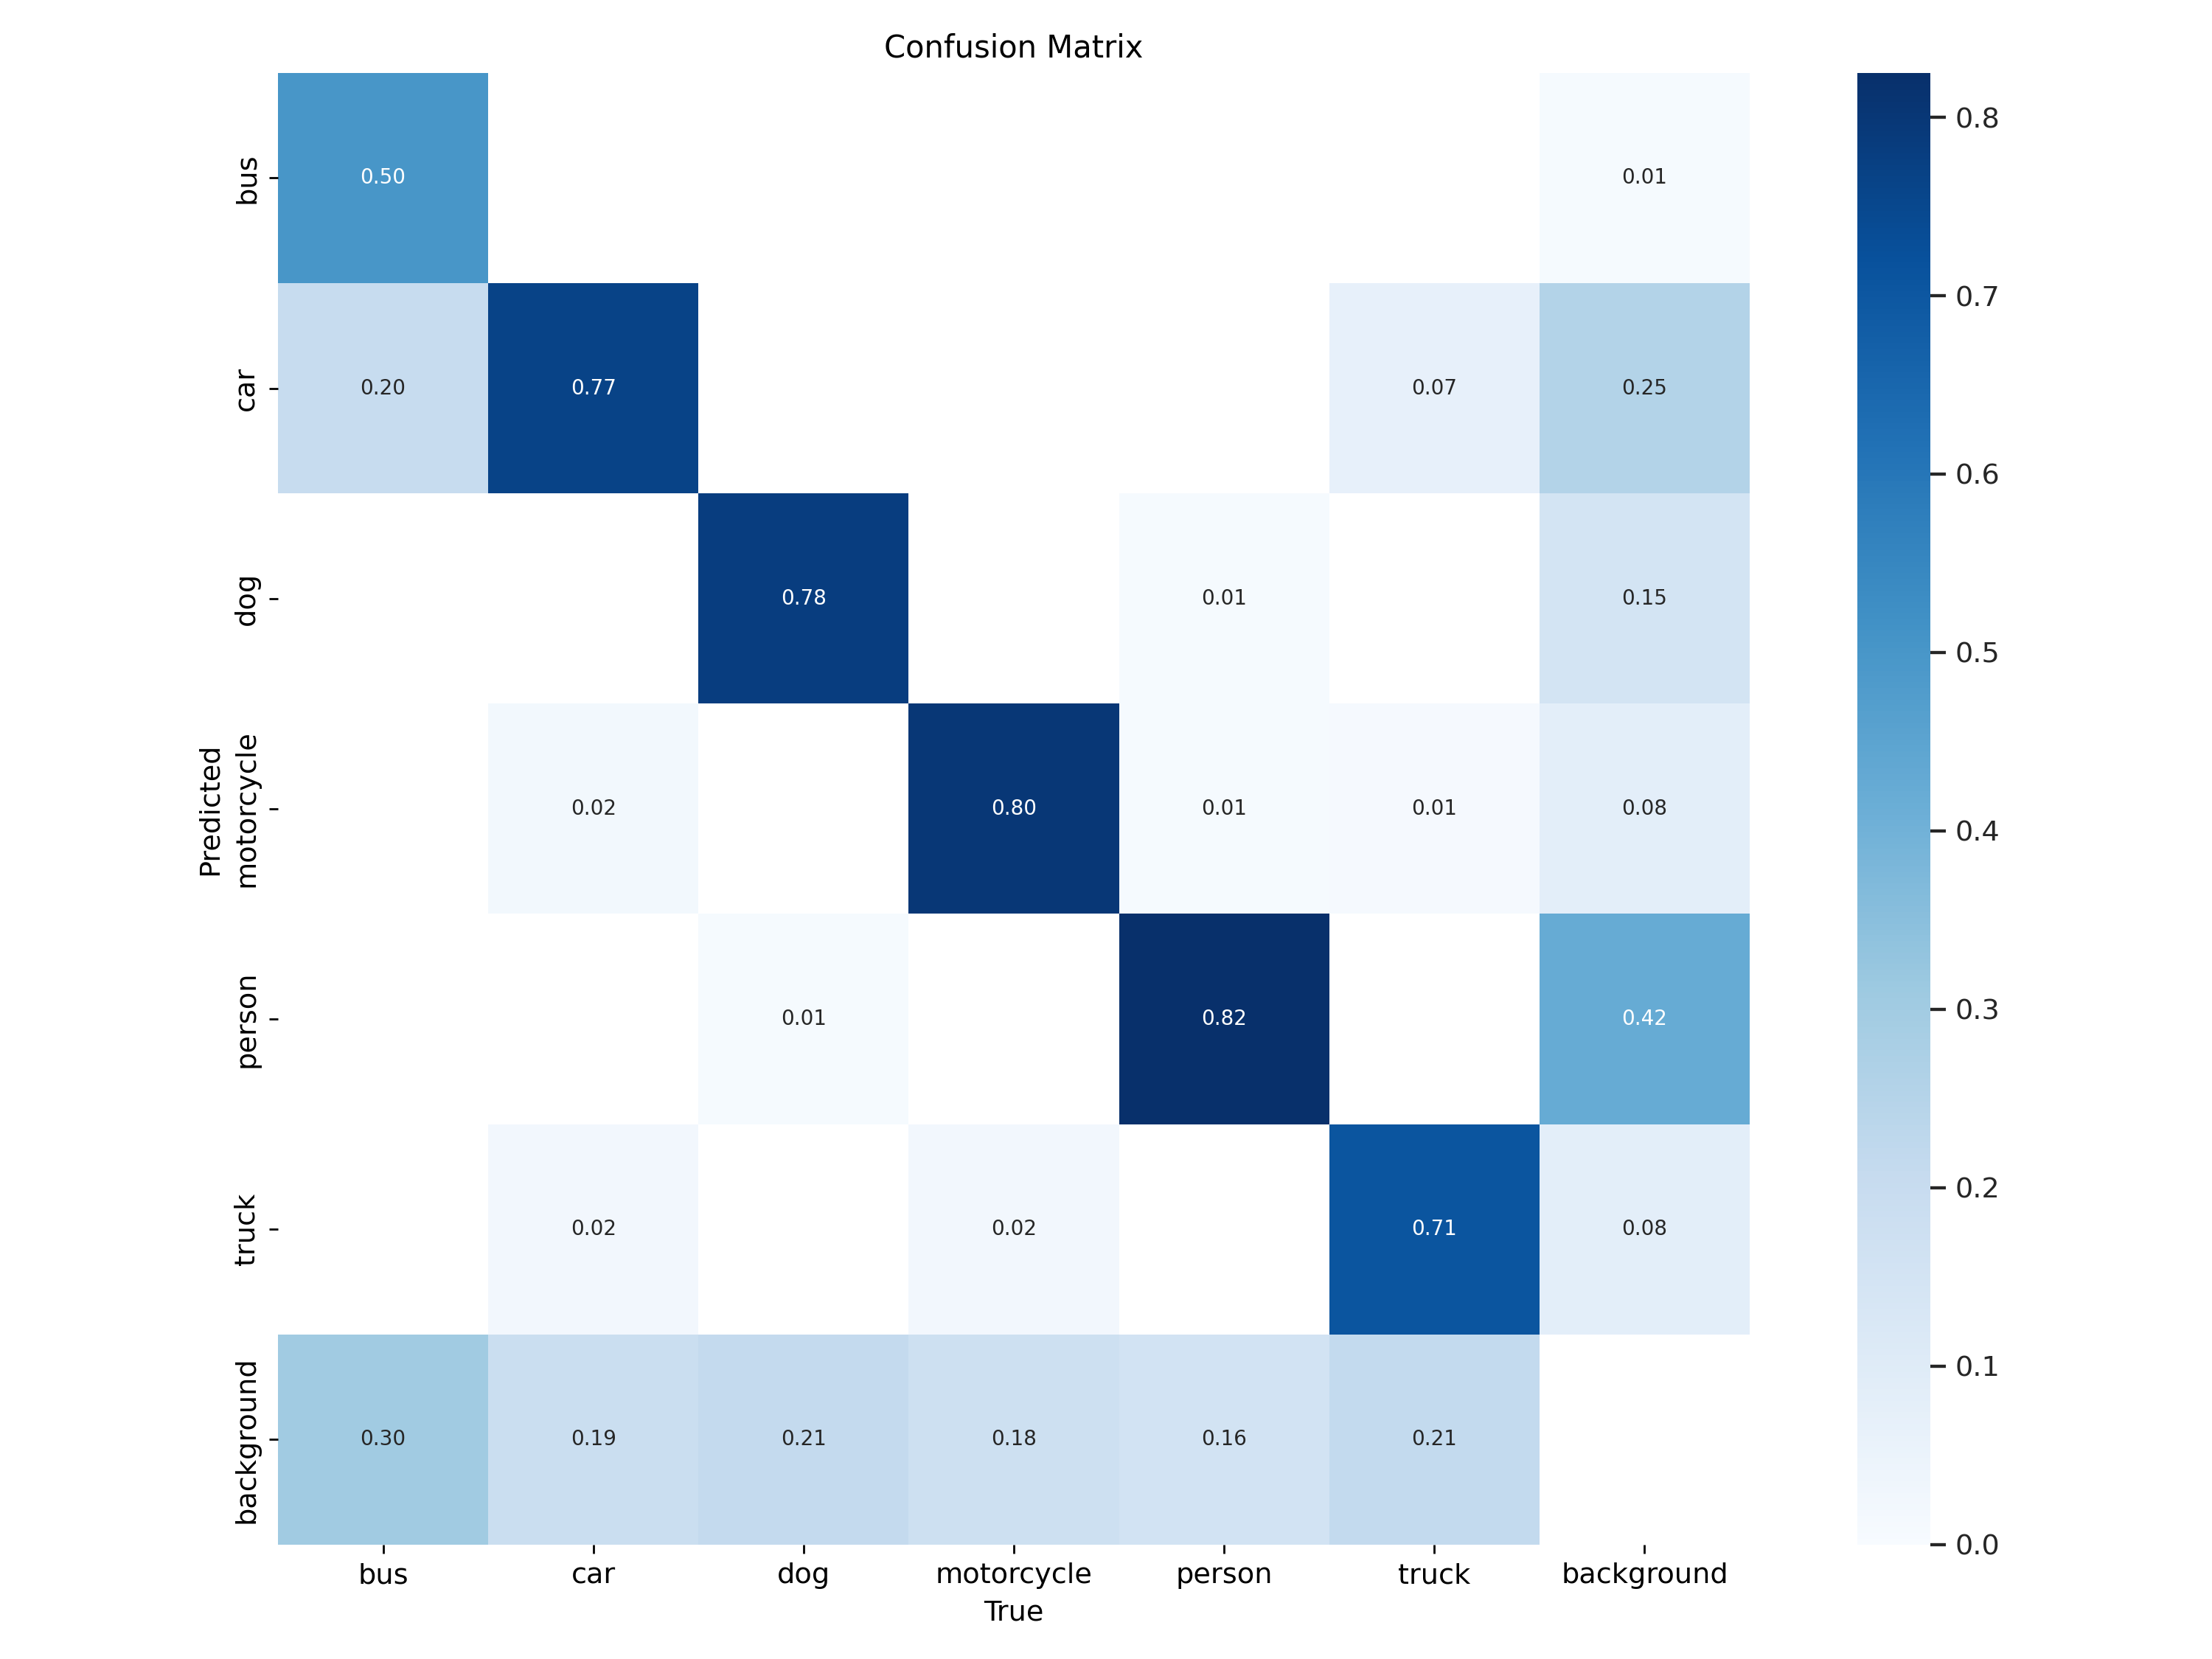 Confusion Matrix
bus 0.50 0.01
car 0.20 0.77 0.07 0.25
dog 0.78 0.01 0.15
Predicted
motorcycle 0.02 0.80 0.01 0.01 0.08
person 0.01 0.82 0.42
truck 0.02 0.02 0.71 0.08
background 0.30 0.19 0.21 0.18 0.16 0.21
bus car dog motorcycle person truck background
True
0.8
0.7
0.6
0.5
0.4
0.3
0.2
0.1
0.0